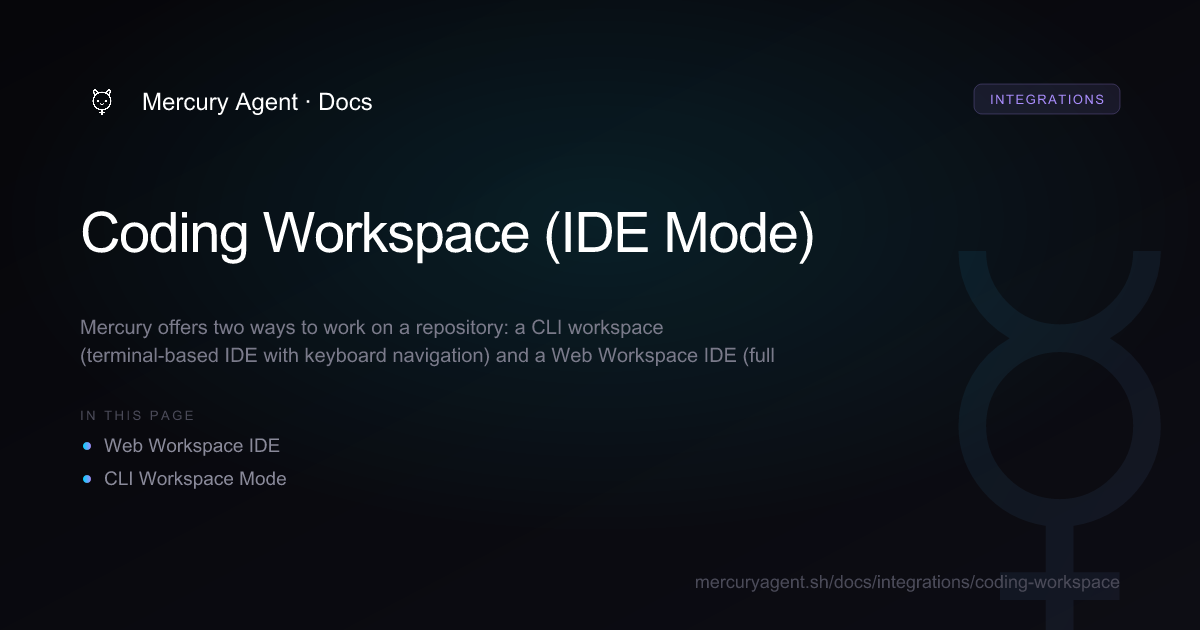 Mercury Agent · Docs
INTEGRATIONS
Coding Workspace (IDE Mode)
Mercury offers two ways to work on a repository: a CLI workspace
(terminal-based IDE with keyboard navigation) and a Web Workspace IDE (full
IN THIS PAGE
Web Workspace IDE
CLI Workspace Mode
mercuryagent.sh/docs/integrations/coding-workspace